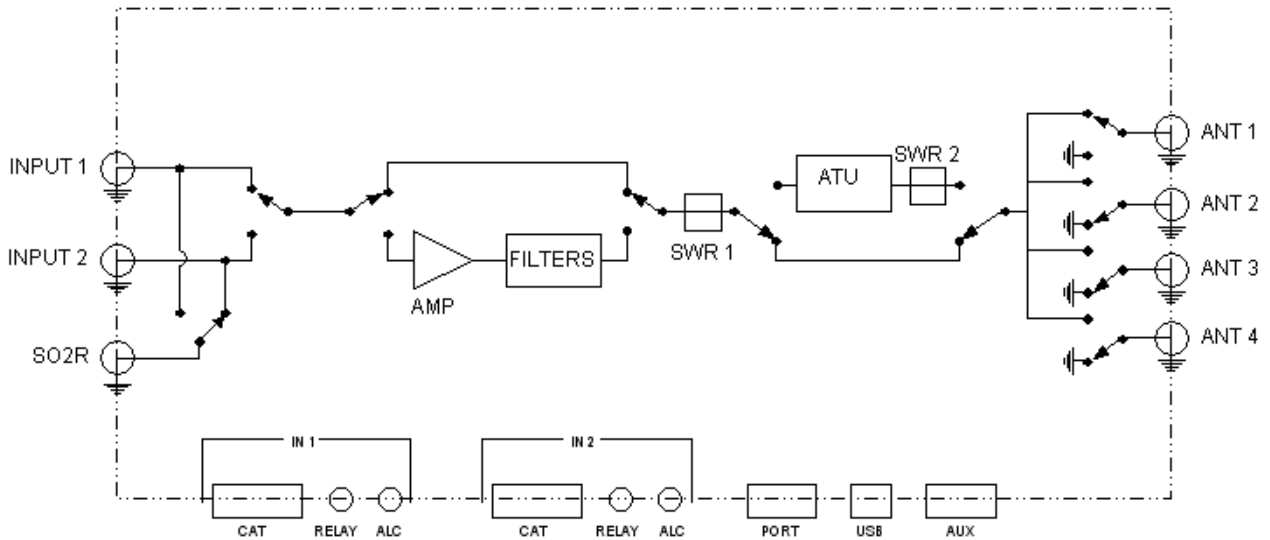 INPUT 1
INPUT 2
SO2R
AMP
FILTERS
SWR 1
ATU
SWR 2
ANT 1
ANT 2
ANT 3
ANT 4
IN 1
CAT
RELAY
ALC
IN 2
CAT
RELAY
ALC
PORT
USB
AUX